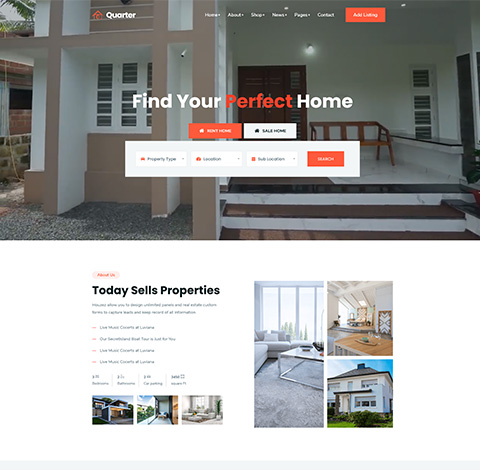 Quarter
Home
About
Shop
News
Pages
Contact
Add Listing
Find Your Perfect Home
RENT HOME
SALE HOME
Property Type
Location
Sub Location
SEARCH
About Us
Today Sells Properties
Houzez allow you to design unlimited panels and real estate custom
forms to capture leads and keep record of all information
Live Music Cocerts at Luviana
Our SecretIsland Boat Tour is Just for You
Live Music Cocerts at Luviana
Live Music Cocerts at Luviana
Bedrooms
Bathrooms
Car parking
square Ft